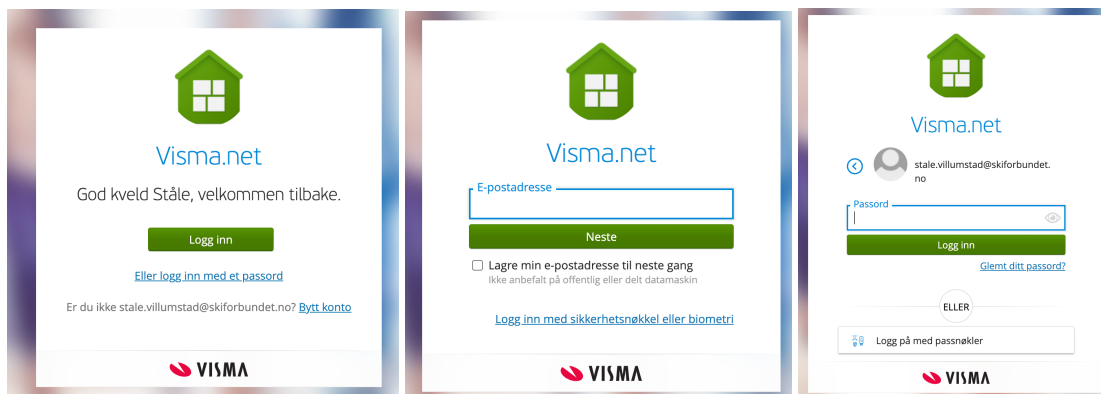 Visma.net
God kveld Ståle, velkommen tilbake.
Logg inn
Eller logg inn med et passord
Er du ikke stale.villumstad@skiforbundet.no? Bytt konto
VISMA
Visma.net
E-postadresse
Neste
Lagre min e-postadresse til neste gang
Ikke anbefalt på offentlig eller delt datamaskin
Logg inn med sikkerhetsnøkkel eller biometri
VISMA
Visma.net
stale.villumstad@skiforbundet.
no
Passord
Logg inn
Glemt ditt passord?
ELLER
Logg på med passnøkler
VISMA